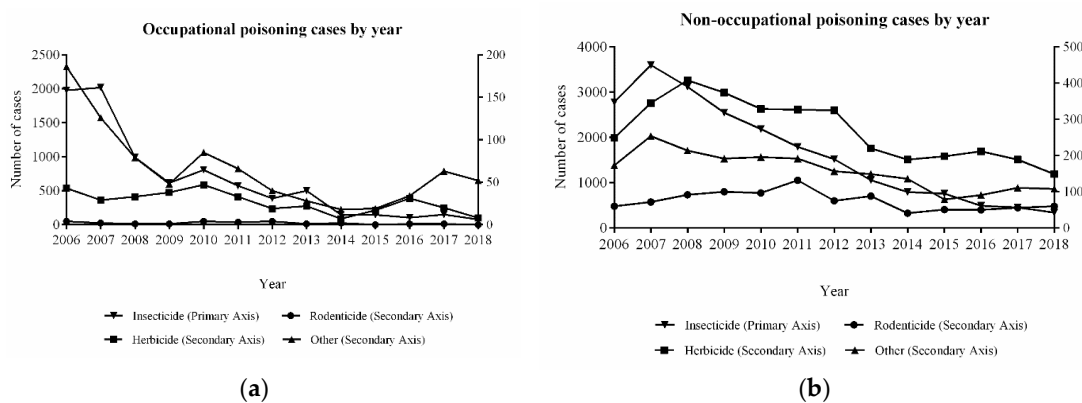 Occupational poisoning cases by year
2500
2000
1500
1000
500
0
200
150
100
50
0
Number of cases
2006 2007 2008 2009 2010 2011 2012 2013 2014 2015 2016 2017 2018
Year
Insecticide (Primary Axis)
Rodenticide (Secondary Axis)
Herbicide (Secondary Axis)
Other (Secondary Axis)
(a)
Non-occupational poisoning cases by year
4000
3000
2000
1000
0
500
400
300
200
100
0
Number of cases
2006 2007 2008 2009 2010 2011 2012 2013 2014 2015 2016 2017 2018
Year
Insecticide (Primary Axis)
Rodenticide (Secondary Axis)
Herbicide (Secondary Axis)
Other (Secondary Axis)
(b)